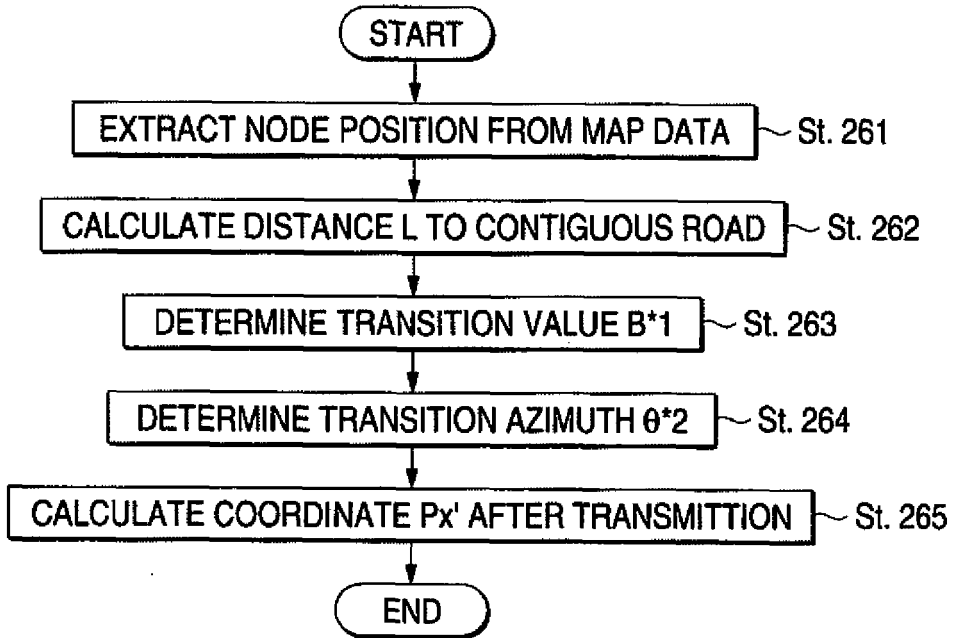 START
EXTRACT NODE POSITION FROM MAP DATA St. 261
CALCULATE DISTANCE L TO CONTIGUOUS ROAD St. 262
DETERMINE TRANSITION VALUE B*1 St. 263
DETERMINE TRANSITION AZIMUTH θ*2 St. 264
CALCULATE COORDINATE Px' AFTER TRANSMITTION St. 265
END